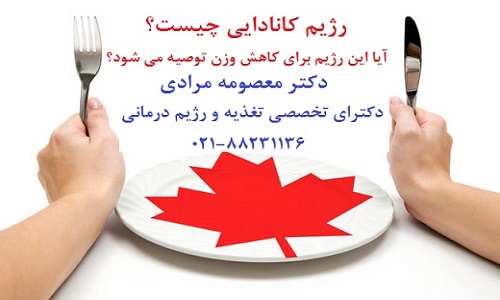 رژیم کانادایی چیست؟
آیا این رژیم برای کاهش وزن توصیه می شود؟
دکتر معصومه مرادی
دکترای تخصصی تغذیه و رژیم درمانی
۰۲۱-۸۸۲۳۱۱۳۶